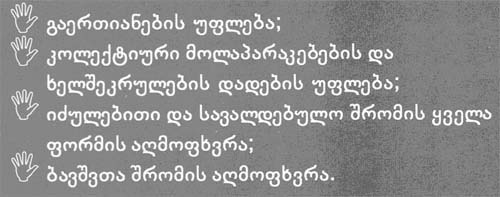 გაერთიანების უფლება;
კოლექტიური მოლაპარაკებების და
ხელშეკრულების დადების უფლება;
იძულებითი და სავალდებულო შრომის ყველა
ფორმის აღმოფხვრა;
ბავშვთა შრომის აღმოფხვრა.